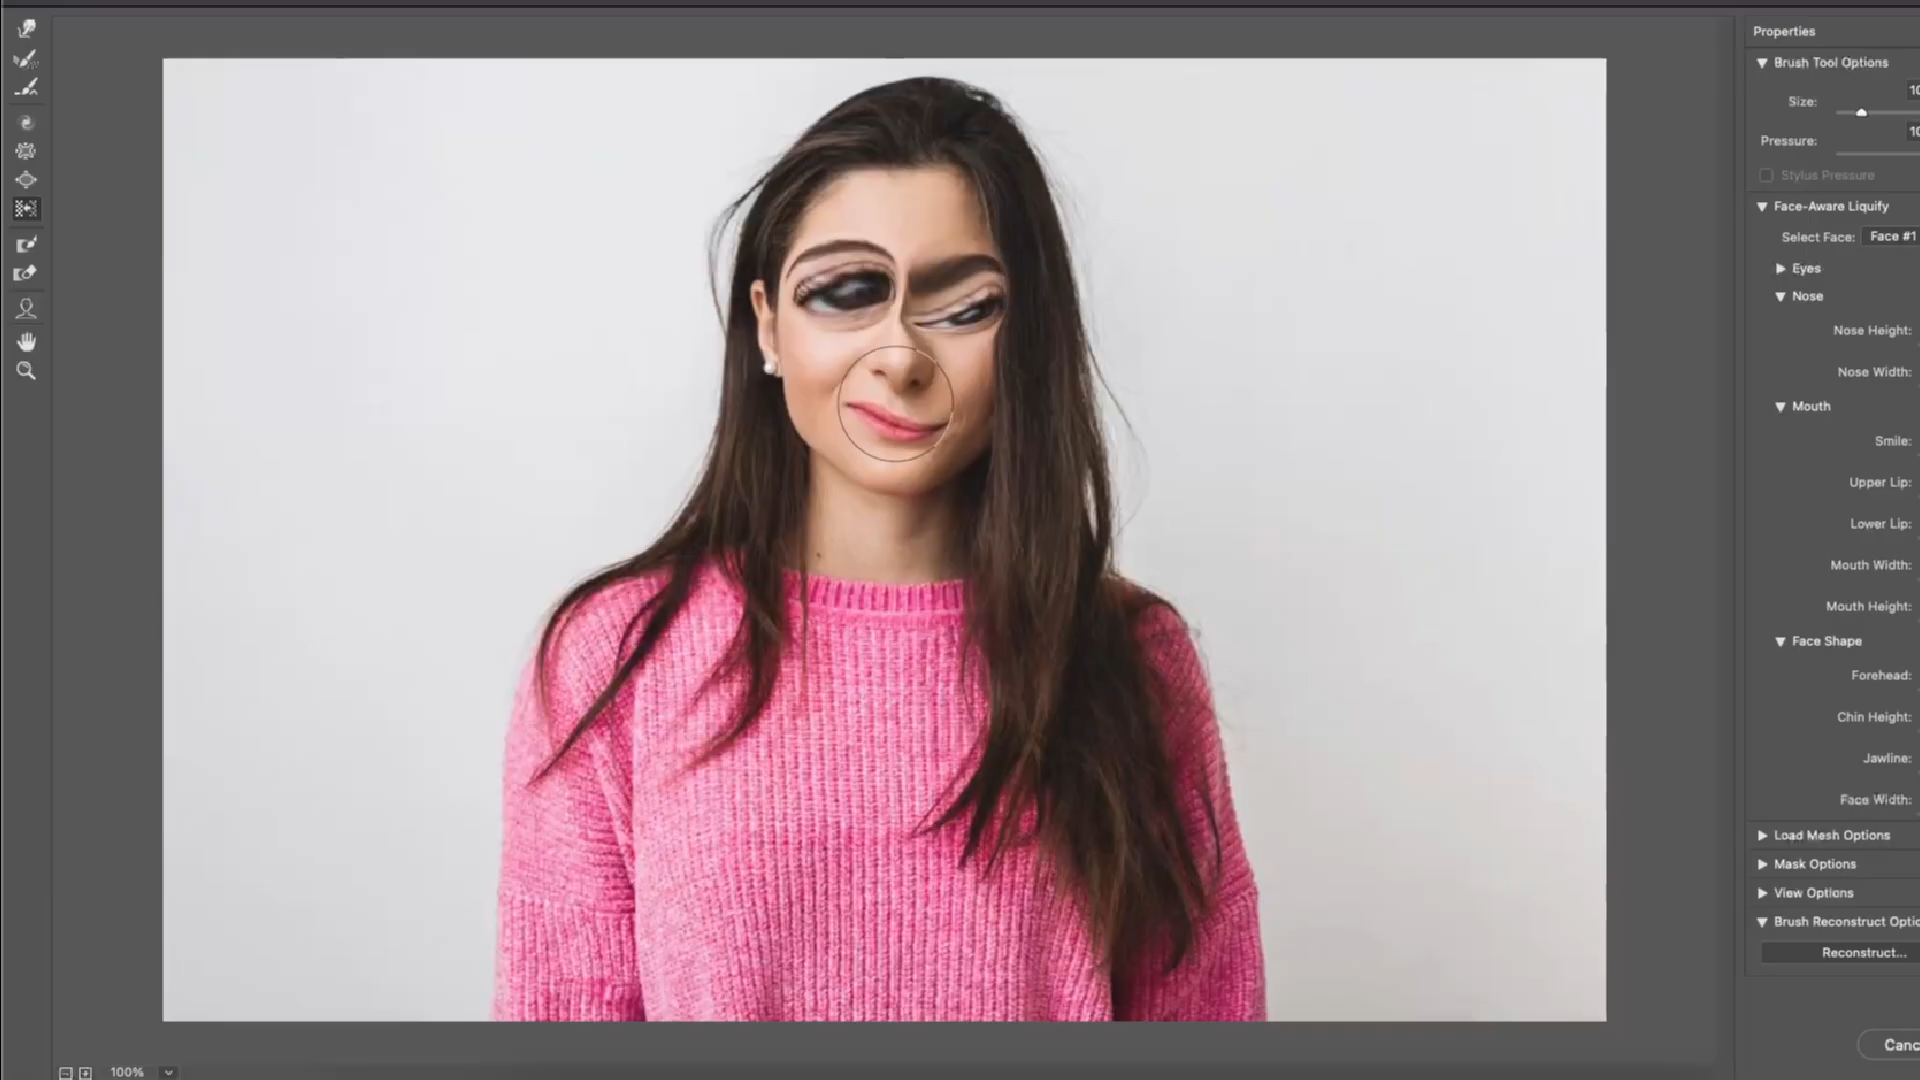 Properties
Brush Tool Options
Size:
10
Pressure:
10
Stylus Pressure
Face-Aware Liquify
Select Face: Face #1
Eyes
Nose
Nose Height:
Nose Width:
Mouth
Smile:
Upper Lip:
Lower Lip:
Mouth Width:
Mouth Height:
Face Shape
Forehead:
Chin Height:
Jawline:
Face Width:
Load Mesh Options
Mask Options
View Options
Brush Reconstruct Optio
Reconstruct...
Canc
100%